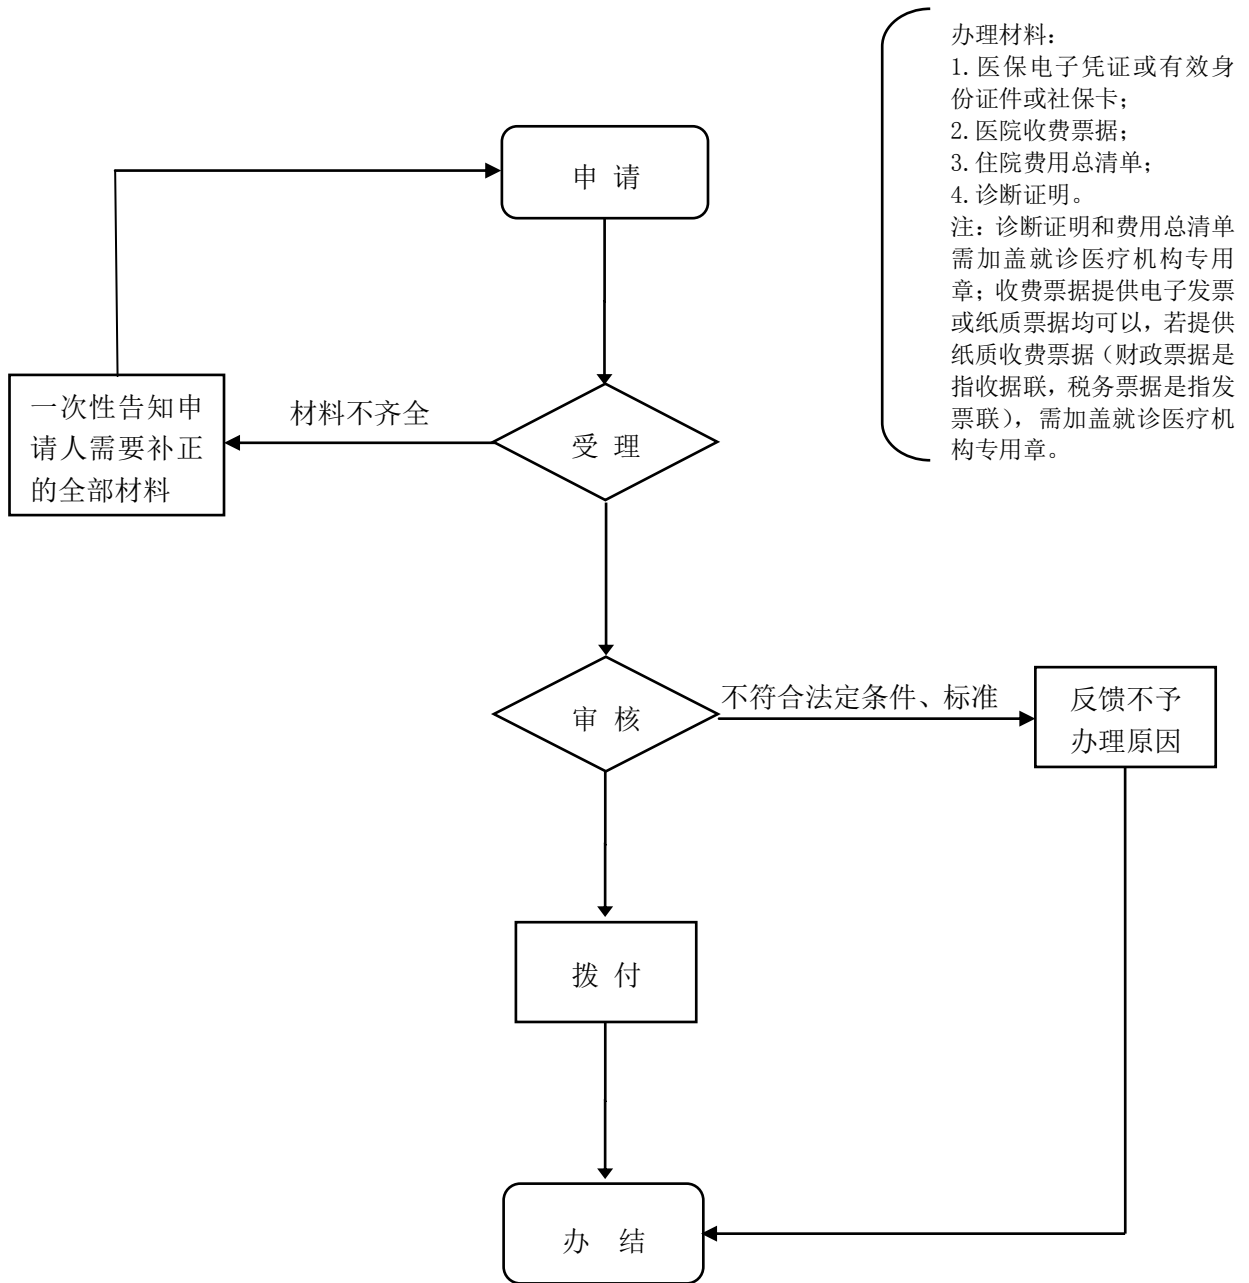 办理材料：
1.医保电子凭证或有效身
份证件或社保卡；
2.医院收费票据；
3.住院费用总清单；
4.诊断证明。
注：诊断证明和费用总清单
需加盖就诊医疗机构专用
章；收费票据提供电子发票
或纸质票据均可以，若提供
纸质收费票据（财政票据是
指收据联，税务票据是指发
票联），需加盖就诊医疗机
构专用章。
申 请
一次性告知申
请人需要补正
的全部材料
材料不齐全
受 理
审 核
不符合法定条件、标准
反馈不予
办理原因
拨 付
办 结